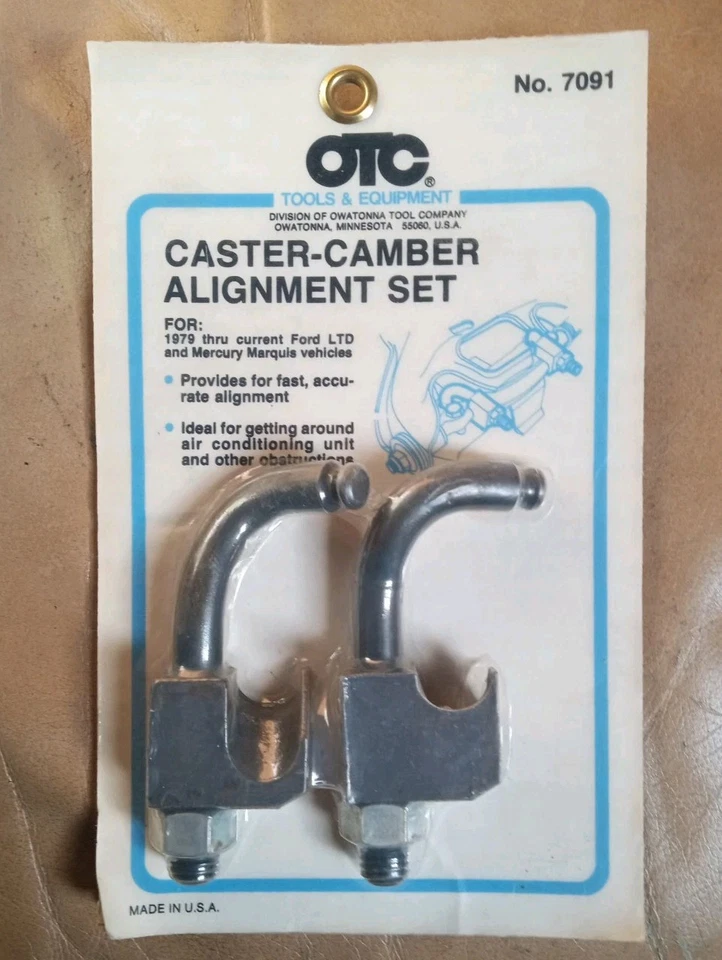 No. 7091
OTC®
TOOLS & EQUIPMENT
DIVISION OF OWATONNA TOOL COMPANY
OWATONNA, MINNESOTA 55060, U.S.A.
CASTER-CAMBER
ALIGNMENT SET
FOR:
1979 thru current Ford LTD
and Mercury Marquis vehicles
• Provides for fast, accu-
rate alignment
• Ideal for getting around
air conditioning unit
and other obstructions
MADE IN U.S.A.